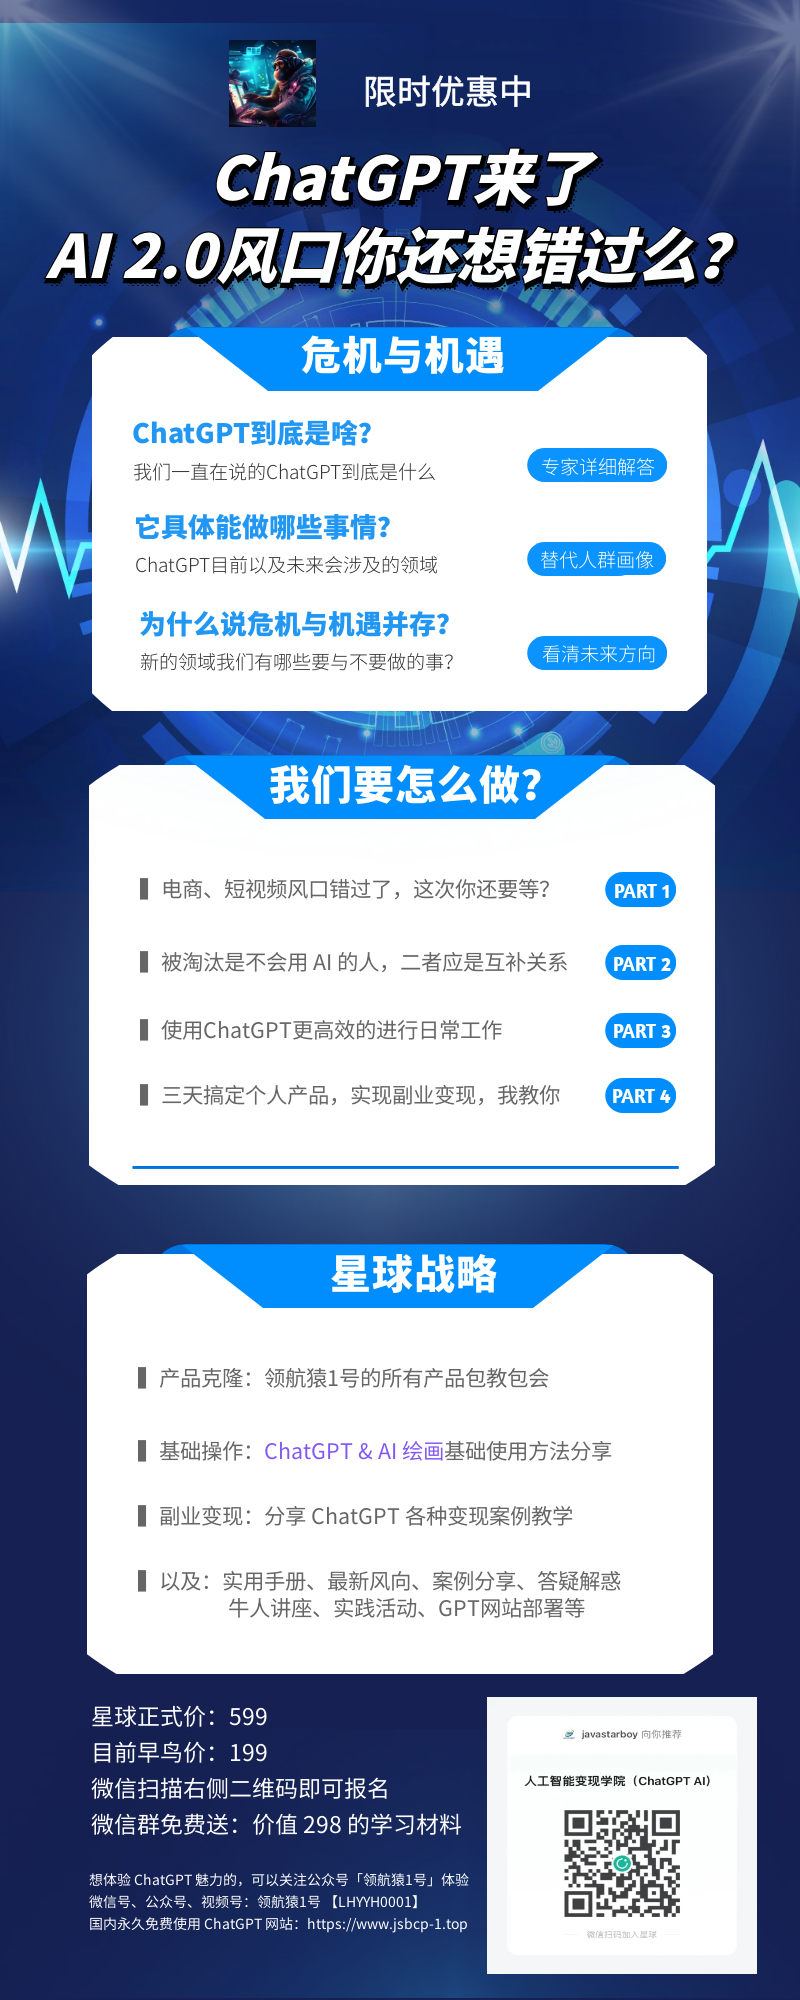 限时优惠中
ChatGPT来了
AI 2.0风口你还想错过么？
危机与机遇
ChatGPT到底是啥？
我们一直在说的ChatGPT到底是什么
专家详细解答
它具体能做哪些事情？
ChatGPT目前以及未来会涉及的领域
替代人群画像
为什么说危机与机遇并存？
新的领域我们有哪些要与不要做的事？
看清未来方向
我们要怎么做？
电商、短视频风口错过了，这次你还要等？
PART 1
被淘汰是不会用 AI 的人，二者应是互补关系
PART 2
使用ChatGPT更高效的进行日常工作
PART 3
三天搞定个人产品，实现副业变现，我教你
PART 4
星球战略
产品克隆：领航猿1号的所有产品包教包会
基础操作：ChatGPT & AI 绘画基础使用方法分享
副业变现：分享 ChatGPT 各种变现案例教学
以及：实用手册、最新风向、案例分享、答疑解惑
牛人讲座、实践活动、GPT网站部署等
星球正式价：599
目前早鸟价：199
微信扫描右侧二维码即可报名
微信群免费送：价值 298 的学习材料
想体验 ChatGPT 魅力的，可以关注公众号「领航猿1号」体验
微信号、公众号、视频号：领航猿1号 【LHYYH0001】
国内永久免费使用 ChatGPT 网站：https://www.jsbcp-1.top
javastarboy 向你推荐
人工智能变现学院（ChatGPT AI）
微信扫码加入星球